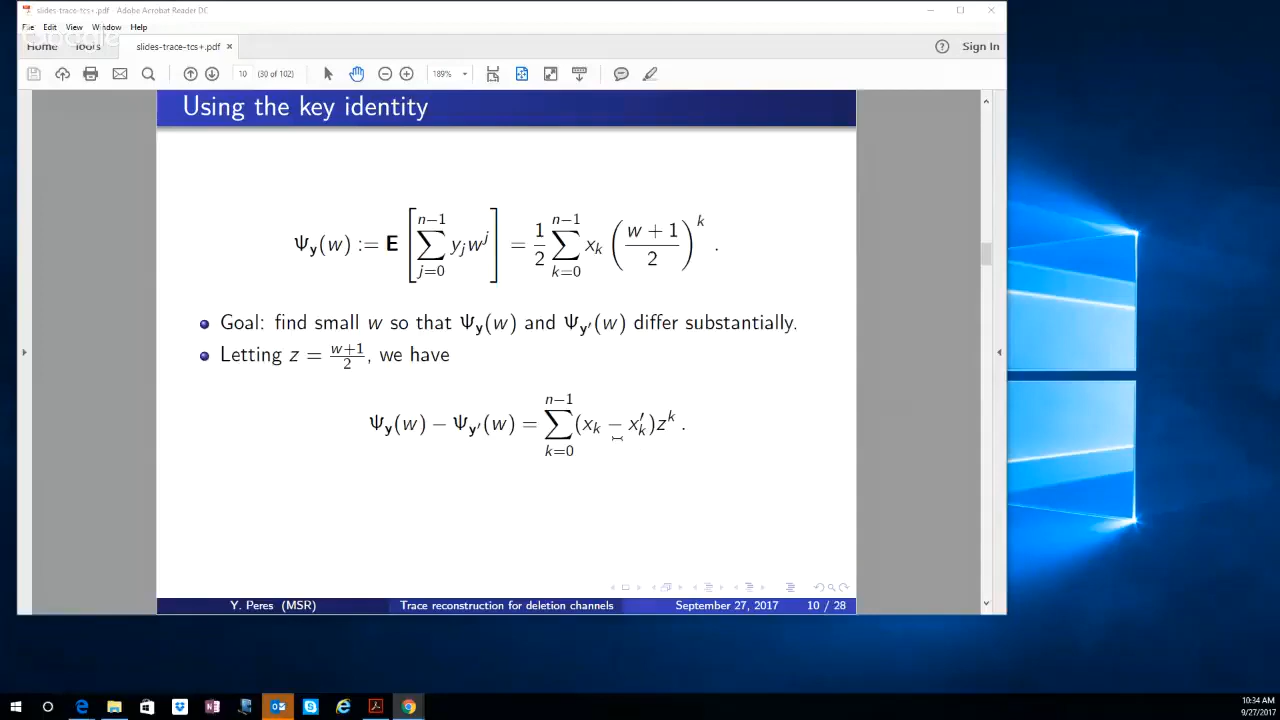 slides-trace-tcs+.pdf - Adobe Acrobat Reader DC
File Edit View Window Help
Home Tools slides-trace-tcs+.pdf × Sign In
10 (30 of 102) 189%
Using the key identity
Ψ_y(w) := E [ ∑_{j=0}^{n−1} y_j w^j ] = 1/2 ∑_{k=0}^{n−1} x_k ( (w + 1)/2 )^k .
• Goal: find small w so that Ψ_y(w) and Ψ_y′(w) differ substantially.
• Letting z = (w+1)/2, we have
Ψ_y(w) − Ψ_y′(w) = ∑_{k=0}^{n−1} (x_k − x′_k)z^k .
Y. Peres (MSR) Trace reconstruction for deletion channels September 27, 2017 10 / 28
10:34 AM
9/27/2017